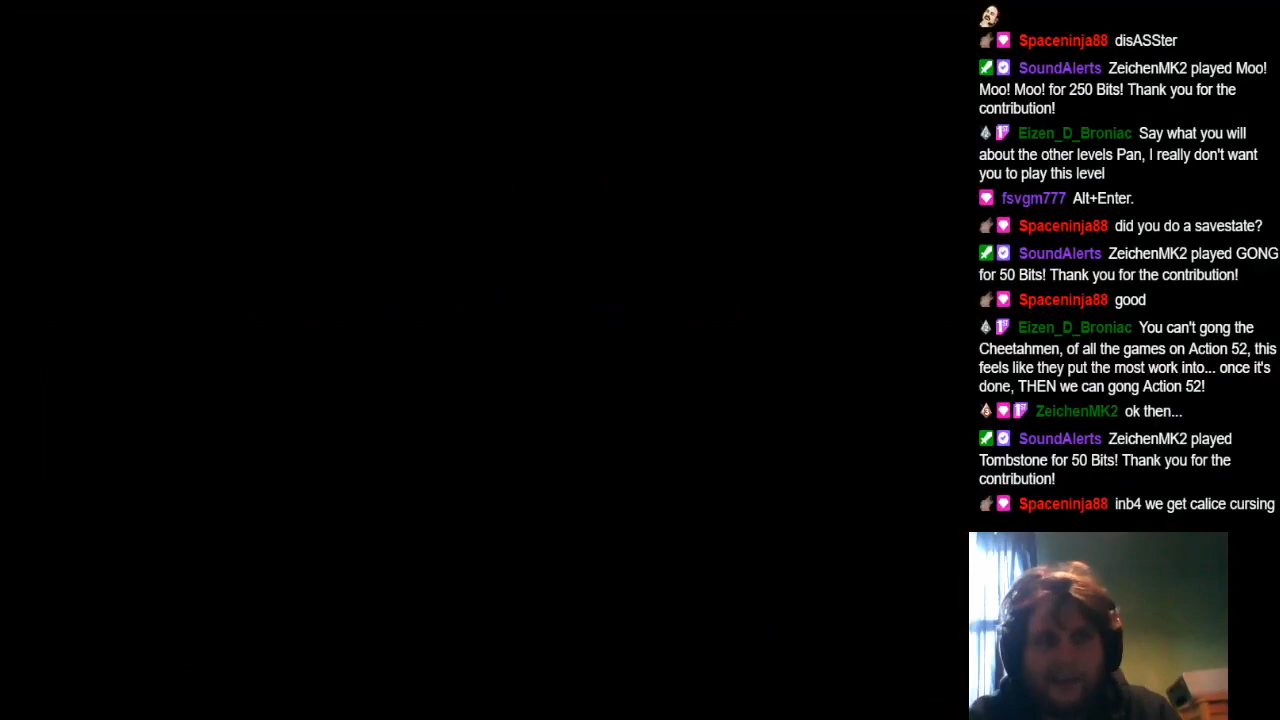 Spaceninja88 disASSter
SoundAlerts ZeichenMK2 played Moo!
Moo! Moo! for 250 Bits! Thank you for the
contribution!
Eizen_D_Broniac Say what you will
about the other levels Pan, I really don't want
you to play this level
fsvgm777 Alt+Enter.
Spaceninja88 did you do a savestate?
SoundAlerts ZeichenMK2 played GONG
for 50 Bits! Thank you for the contribution!
Spaceninja88 good
Eizen_D_Broniac You can't gong the
Cheetahmen, of all the games on Action 52, this
feels like they put the most work into... once it's
done, THEN we can gong Action 52!
ZeichenMK2 ok then...
SoundAlerts ZeichenMK2 played
Tombstone for 50 Bits! Thank you for the
contribution!
Spaceninja88 inb4 we get calice cursing